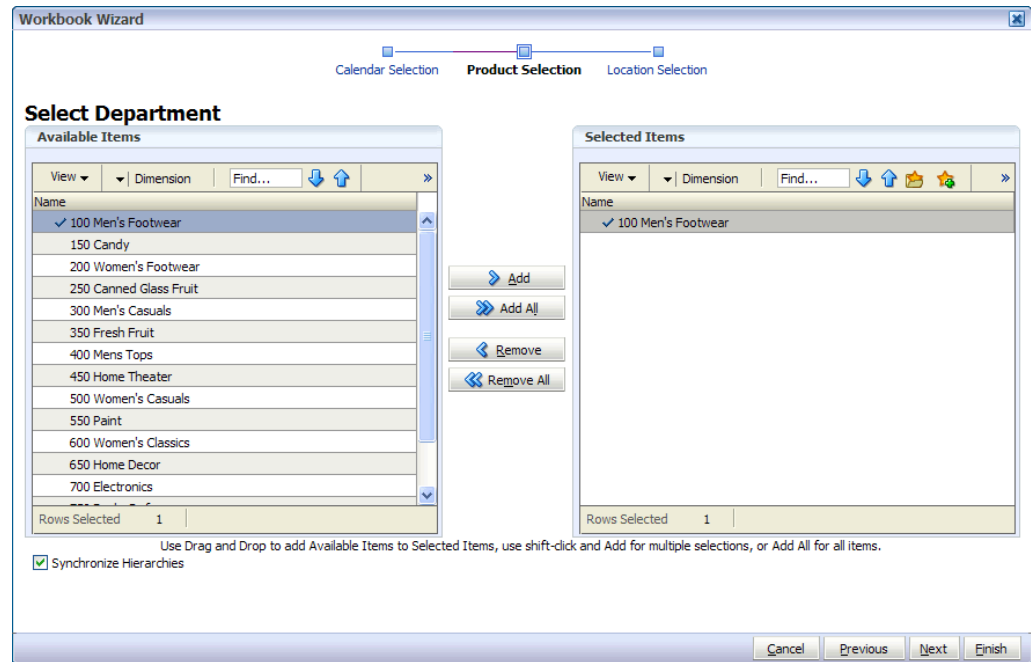 Workbook Wizard
Calendar Selection Product Selection Location Selection
Select Department
Available Items
View Dimension Find... »
Name
100 Men's Footwear
150 Candy
200 Women's Footwear
250 Canned Glass Fruit
300 Men's Casuals
350 Fresh Fruit
400 Mens Tops
450 Home Theater
500 Women's Casuals
550 Paint
600 Women's Classics
650 Home Decor
700 Electronics
Rows Selected 1
Add
Add All
Remove
Remove All
Selected Items
View Dimension Find... »
Name
100 Men's Footwear
Rows Selected 1
Use Drag and Drop to add Available Items to Selected Items, use shift-click and Add for multiple selections, or Add All for all items.
Synchronize Hierarchies
Cancel Previous Next Finish